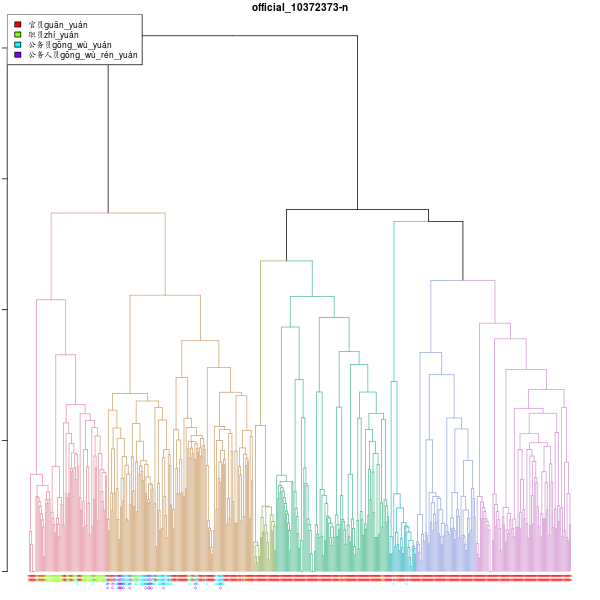 official_10372373-n
官员guān_yuán
职员zhí_yuán
公务员gōng_wù_yuán
公务人员gōng_wù_rén_yuán